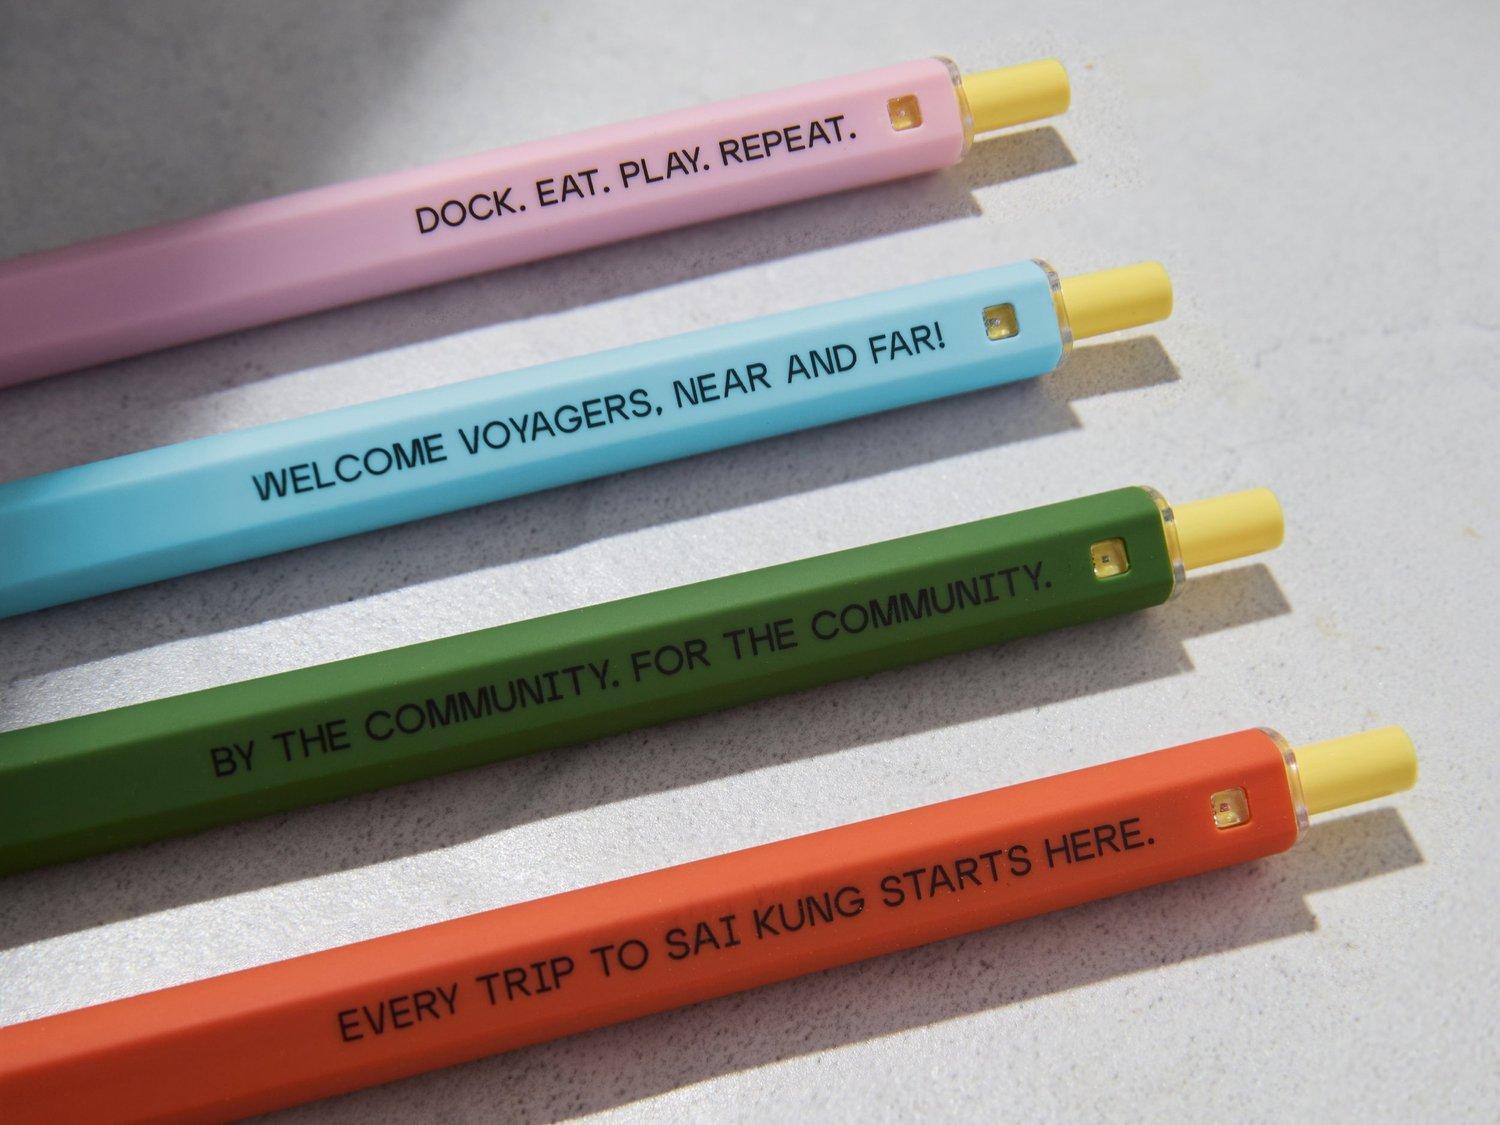 DOCK. EAT. PLAY. REPEAT.
WELCOME VOYAGERS, NEAR AND FAR!
BY THE COMMUNITY. FOR THE COMMUNITY.
EVERY TRIP TO SAI KUNG STARTS HERE.